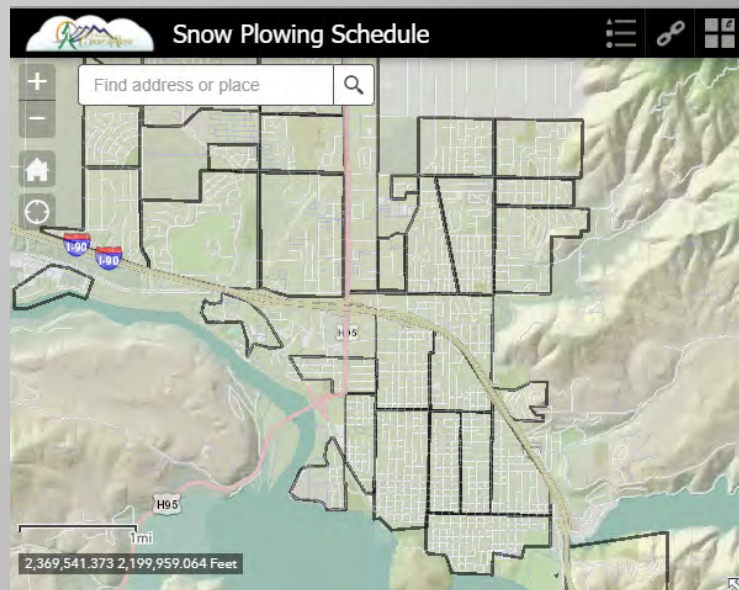 Snow Plowing Schedule
+
Find address or place
−
I-90
I-90
H95
H95
1mi
2,369,541.373 2,199,959.064 Feet